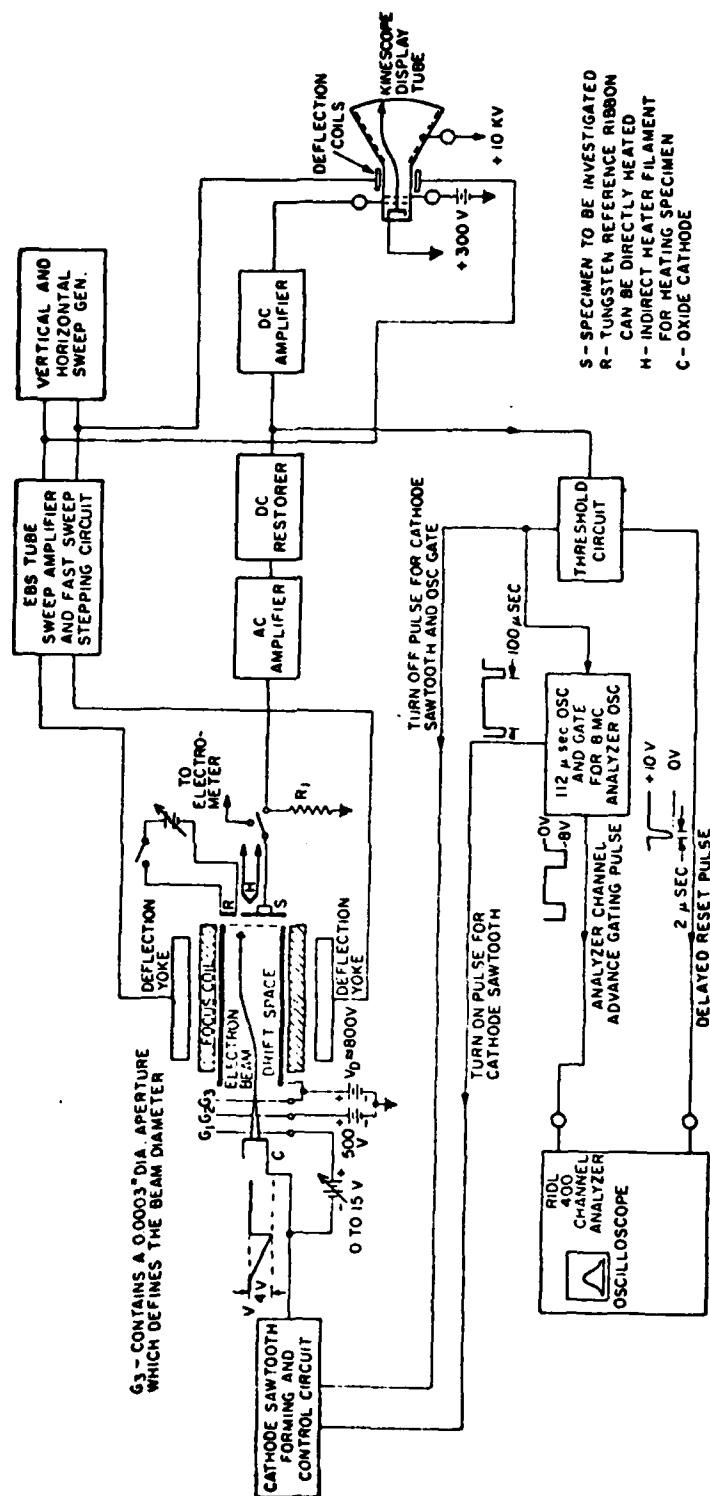 G3 – CONTAINS A 0.0003" DIA. APERTURE
WHICH DEFINES THE BEAM DIAMETER
EBS TUBE
SWEEP AMPLIFIER
AND FAST SWEEP
STEPPING CIRCUIT
VERTICAL AND
HORIZONTAL
SWEEP GEN.
DEFLECTION
YOKE
FOCUS COIL
ELECTRON
BEAM
DRIFT SPACE
DEFLECTION
YOKE
G1 G2 G3
C
R
H
S
TO
ELECTRO-
METER
R1
AC
AMPLIFIER
DC
RESTORER
DC
AMPLIFIER
DEFLECTION
COILS
KINESCOPE
DISPLAY
TUBE
+300 V
+10 KV
V
4V
0 TO 15 V
500
V
VD≈800V
CATHODE SAWTOOTH
FORMING AND
CONTROL CIRCUIT
TURN OFF PULSE FOR CATHODE
SAWTOOTH AND OSC GATE
TURN ON PULSE FOR
CATHODE SAWTOOTH
100 μSEC
THRESHOLD
CIRCUIT
112 μ sec OSC
AND GATE
FOR 8 MC
ANALYZER OSC
0V
-8V
ANALYZER CHANNEL
ADVANCE GATING PULSE
+10 V
0V
2 μSEC
DELAYED RESET PULSE
RIDL
400
CHANNEL
ANALYZER
OSCILLOSCOPE
S – SPECIMEN TO BE INVESTIGATED
R – TUNGSTEN REFERENCE RIBBON
CAN BE DIRECTLY HEATED
H – INDIRECT HEATER FILAMENT
FOR HEATING SPECIMEN
C – OXIDE CATHODE